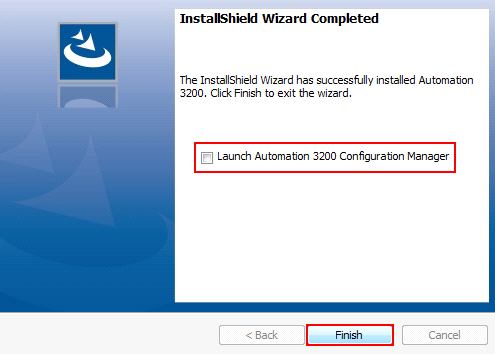 InstallShield Wizard Completed
The InstallShield Wizard has successfully installed Automation
3200. Click Finish to exit the wizard.
Launch Automation 3200 Configuration Manager
< Back
Finish
Cancel